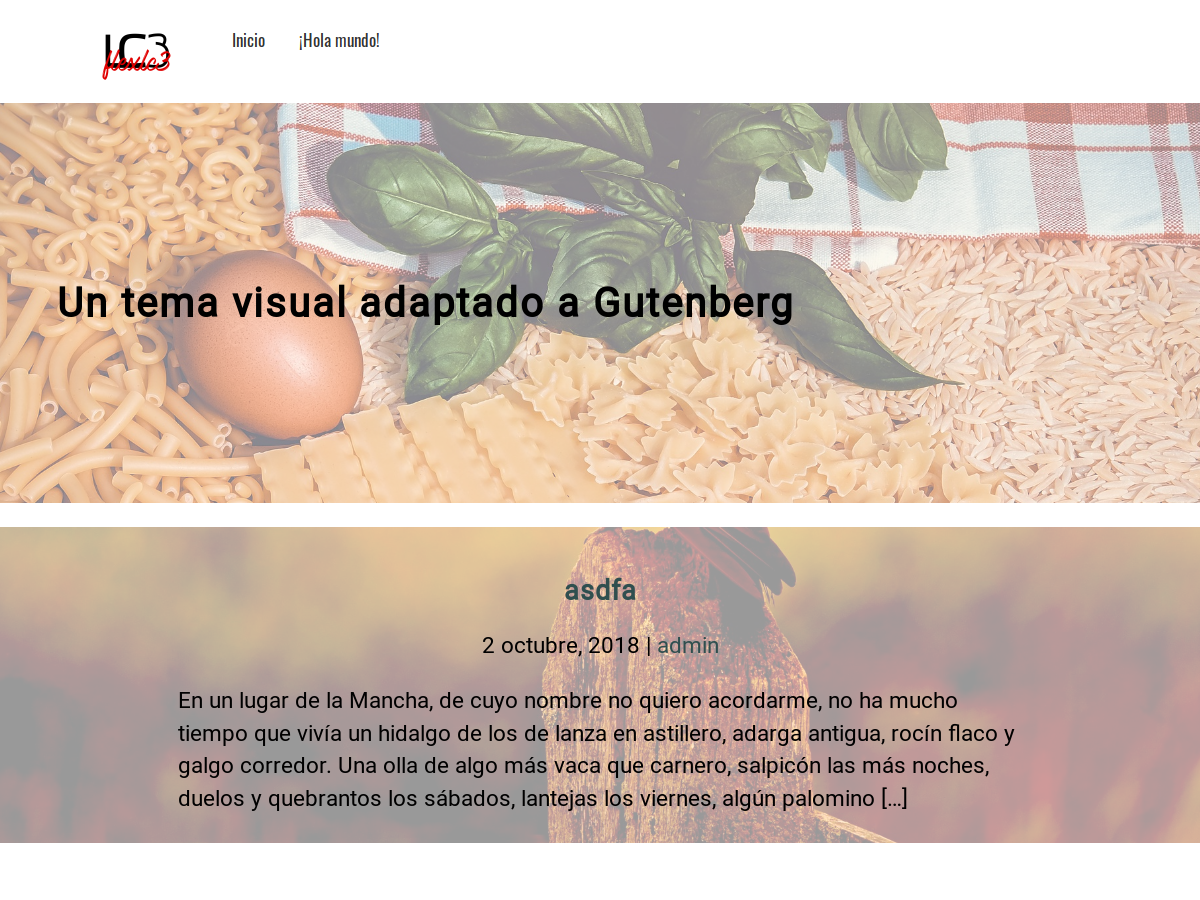 LC3
flexlc3
Inicio ¡Hola mundo!
Un tema visual adaptado a Gutenberg
asdfa
2 octubre, 2018 | admin
En un lugar de la Mancha, de cuyo nombre no quiero acordarme, no ha mucho
tiempo que vivía un hidalgo de los de lanza en astillero, adarga antigua, rocín flaco y
galgo corredor. Una olla de algo más vaca que carnero, salpicón las más noches,
duelos y quebrantos los sábados, lantejas los viernes, algún palomino […]